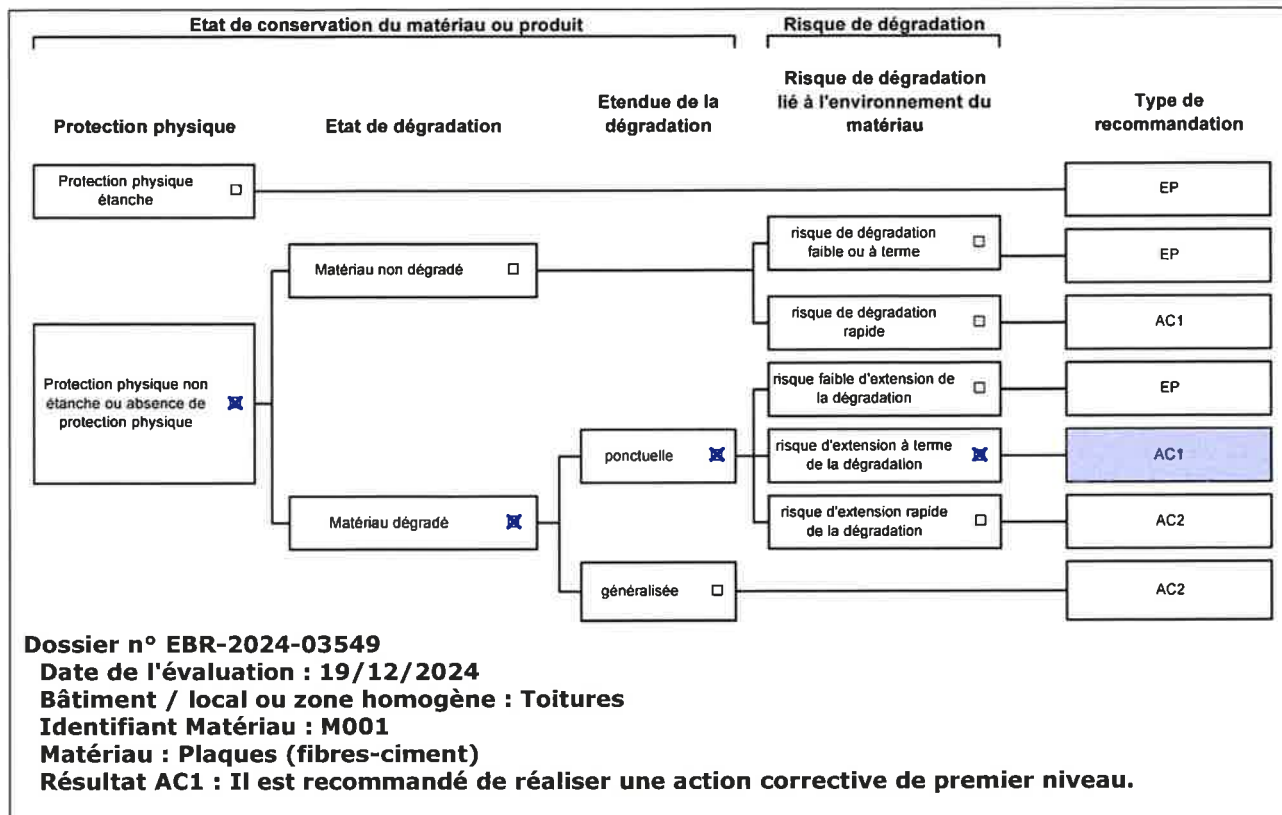 Etat de conservation du matériau ou produit
Risque de dégradation
Protection physique
Etat de dégradation
Etendue de la
dégradation
Risque de dégradation
lié à l'environnement du
matériau
Type de
recommandation
Protection physique
étanche
EP
Matériau non dégradé
risque de dégradation
faible ou à terme
EP
risque de dégradation
rapide
AC1
Protection physique non
étanche ou absence de
protection physique
risque faible d'extension de
la dégradation
EP
ponctuelle
risque d'extension à terme
de la dégradation
AC1
Matériau dégradé
risque d'extension rapide
de la dégradation
AC2
généralisée
AC2
Dossier n° EBR-2024-03549
Date de l'évaluation : 19/12/2024
Bâtiment / local ou zone homogène : Toitures
Identifiant Matériau : M001
Matériau : Plaques (fibres-ciment)
Résultat AC1 : Il est recommandé de réaliser une action corrective de premier niveau.